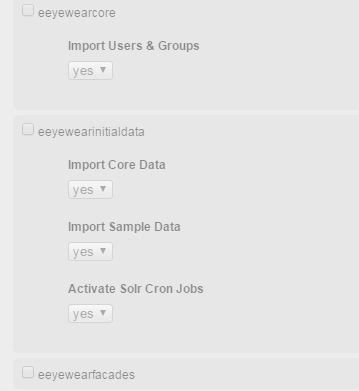 eeyewearcore
Import Users & Groups
yes
eeyewearinitialdata
Import Core Data
yes
Import Sample Data
yes
Activate Solr Cron Jobs
yes
eeyewearfacades